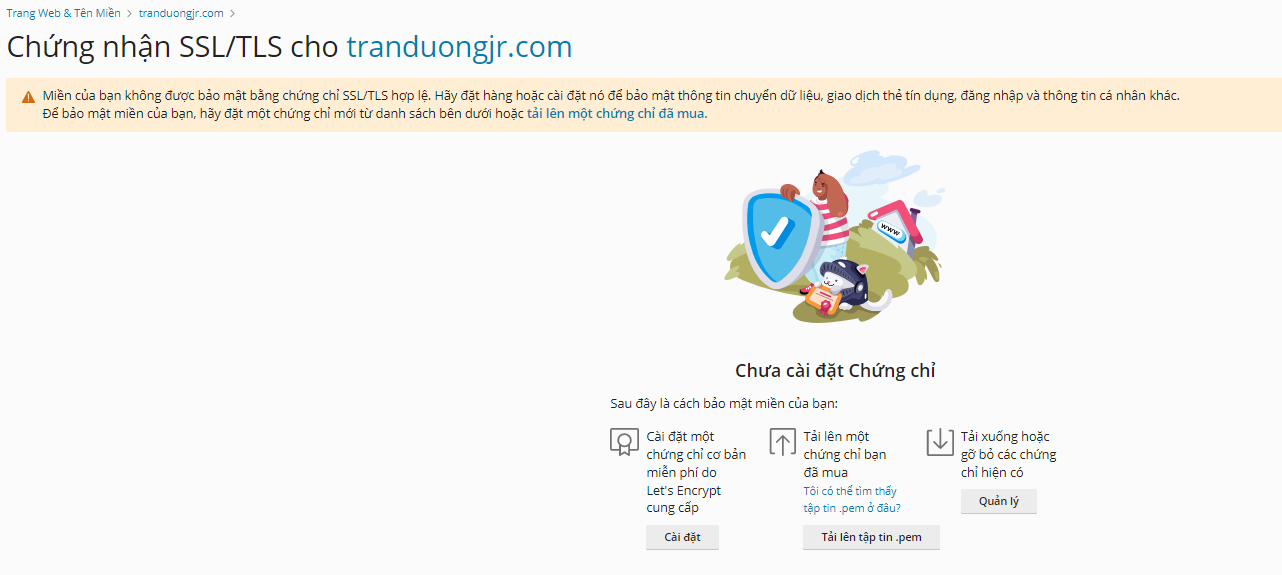 Trang Web & Tên Miền > tranduongjr.com >
Chứng nhận SSL/TLS cho tranduongjr.com
Miền của bạn không được bảo mật bằng chứng chỉ SSL/TLS hợp lệ. Hãy đặt hàng hoặc cài đặt nó để bảo mật thông tin chuyển dữ liệu, giao dịch thẻ tín dụng, đăng nhập và thông tin cá nhân khác.
Để bảo mật miền của bạn, hãy đặt một chứng chỉ mới từ danh sách bên dưới hoặc tải lên một chứng chỉ đã mua.
www
Chưa cài đặt Chứng chỉ
Sau đây là cách bảo mật miền của bạn:
Cài đặt một
chứng chỉ cơ bản
miễn phí do
Let's Encrypt
cung cấp
Cài đặt
Tải lên một
chứng chỉ bạn
đã mua
Tôi có thể tìm thấy
tập tin .pem ở đâu?
Tải lên tập tin .pem
Tải xuống hoặc
gỡ bỏ các chứng
chỉ hiện có
Quản lý